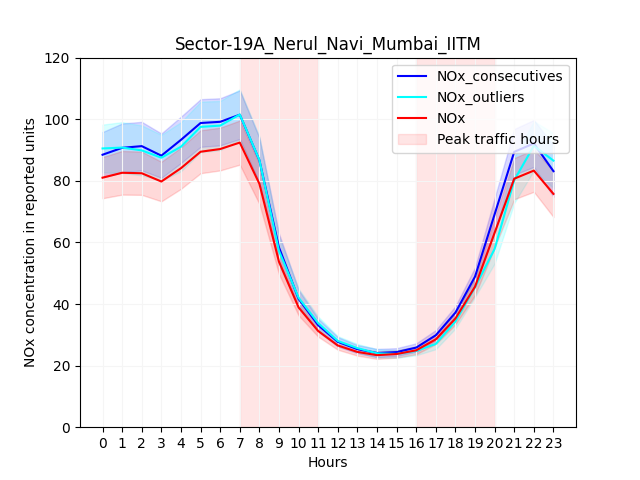 Sector-19A_Nerul_Navi_Mumbai_IITM
NOx_consecutives
NOx_outliers
NOx
Peak traffic hours
NOx concentration in reported units
120
100
80
60
40
20
0
0 1 2 3 4 5 6 7 8 9 10 11 12 13 14 15 16 17 18 19 20 21 22 23
Hours